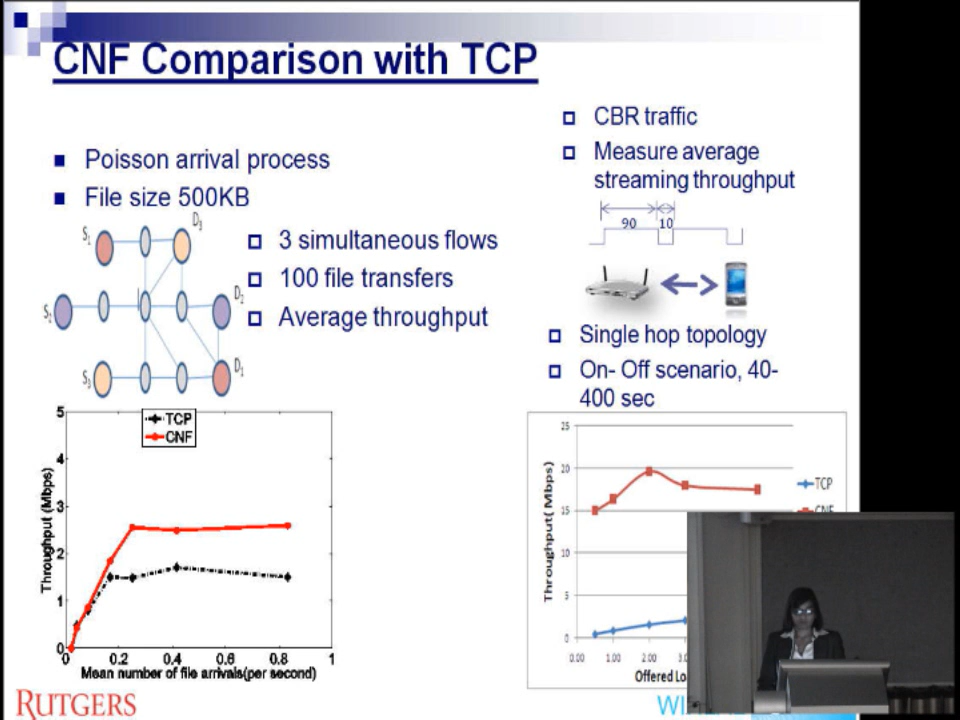 CNF Comparison with TCP
Poisson arrival process
File size 500KB
S1
D3
S2
D2
S3
D1
3 simultaneous flows
100 file transfers
Average throughput
CBR traffic
Measure average
streaming throughput
90
10
Single hop topology
On- Off scenario, 40-
400 sec
TCP
CNF
5
4
3
2
1
0
Throughput (Mbps)
0
0.2
0.4
0.6
0.8
1
Mean number of file arrivals(per second)
25
20
15
10
5
0
Throughput( Mbps)
TCP
CNF
0.00
1.00
2.00
Offered
RUTGERS